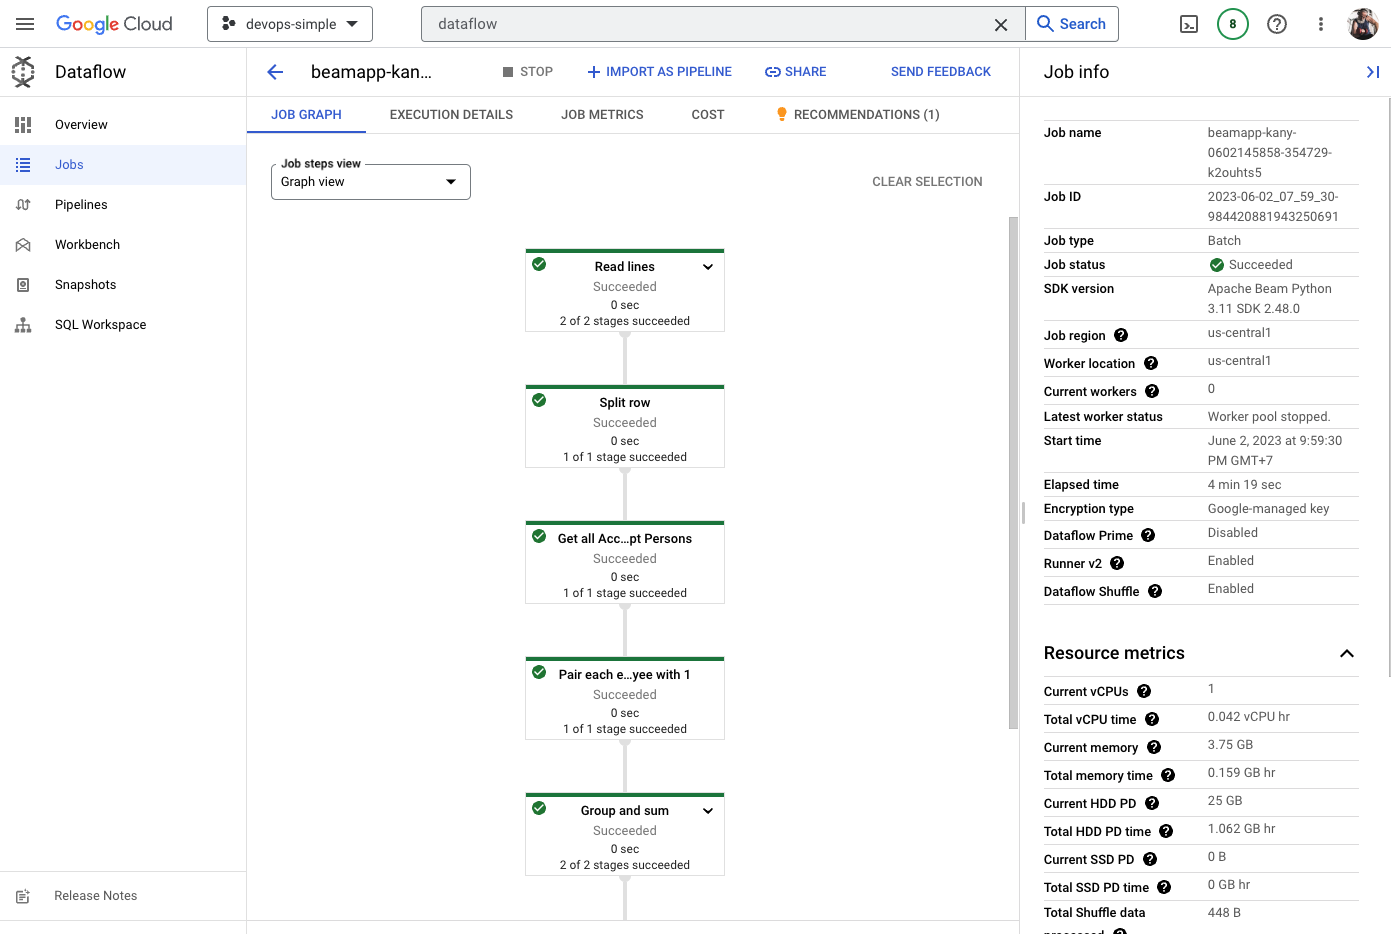 Google Cloud
devops-simple
dataflow
Search
8
Dataflow
beamapp-kan...
STOP
IMPORT AS PIPELINE
SHARE
SEND FEEDBACK
Job info
Overview
Jobs
Pipelines
Workbench
Snapshots
SQL Workspace
Release Notes
JOB GRAPH
EXECUTION DETAILS
JOB METRICS
COST
RECOMMENDATIONS (1)
Job steps view
Graph view
CLEAR SELECTION
Read lines
Succeeded
0 sec
2 of 2 stages succeeded
Split row
Succeeded
0 sec
1 of 1 stage succeeded
Get all Acc...pt Persons
Succeeded
0 sec
1 of 1 stage succeeded
Pair each e...yee with 1
Succeeded
0 sec
1 of 1 stage succeeded
Group and sum
Succeeded
0 sec
2 of 2 stages succeeded
Job name
beamapp-kany-
0602145858-354729-
k2ouhts5
Job ID
2023-06-02_07_59_30-
984420881943250691
Job type
Batch
Job status
Succeeded
SDK version
Apache Beam Python
3.11 SDK 2.48.0
Job region
us-central1
Worker location
us-central1
Current workers
0
Latest worker status
Worker pool stopped.
Start time
June 2, 2023 at 9:59:30
PM GMT+7
Elapsed time
4 min 19 sec
Encryption type
Google-managed key
Dataflow Prime
Disabled
Runner v2
Enabled
Dataflow Shuffle
Enabled
Resource metrics
Current vCPUs
1
Total vCPU time
0.042 vCPU hr
Current memory
3.75 GB
Total memory time
0.159 GB hr
Current HDD PD
25 GB
Total HDD PD time
1.062 GB hr
Current SSD PD
0 B
Total SSD PD time
0 GB hr
Total Shuffle data
processed
448 B